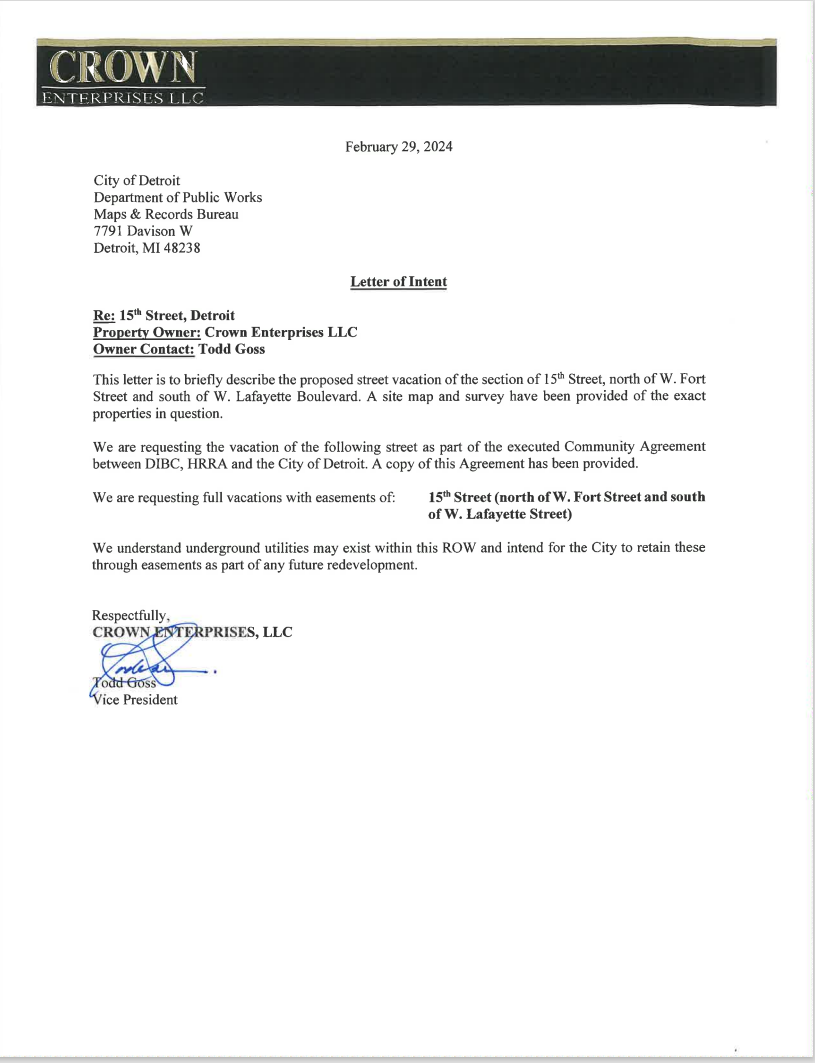 CROWN
ENTERPRISES LLC
February 29, 2024
City of Detroit
Department of Public Works
Maps & Records Bureau
7791 Davison W
Detroit, MI 48238
Letter of Intent
Re: 15th Street, Detroit
Property Owner: Crown Enterprises LLC
Owner Contact: Todd Goss
This letter is to briefly describe the proposed street vacation of the section of 15th Street, north of W. Fort
Street and south of W. Lafayette Boulevard. A site map and survey have been provided of the exact
properties in question.
We are requesting the vacation of the following street as part of the executed Community Agreement
between DIBC, HRRA and the City of Detroit. A copy of this Agreement has been provided.
We are requesting full vacations with easements of: 15th Street (north of W. Fort Street and south
of W. Lafayette Street)
We understand underground utilities may exist within this ROW and intend for the City to retain these
through easements as part of any future redevelopment.
Respectfully,
CROWN ENTERPRISES, LLC
Todd Goss
Vice President